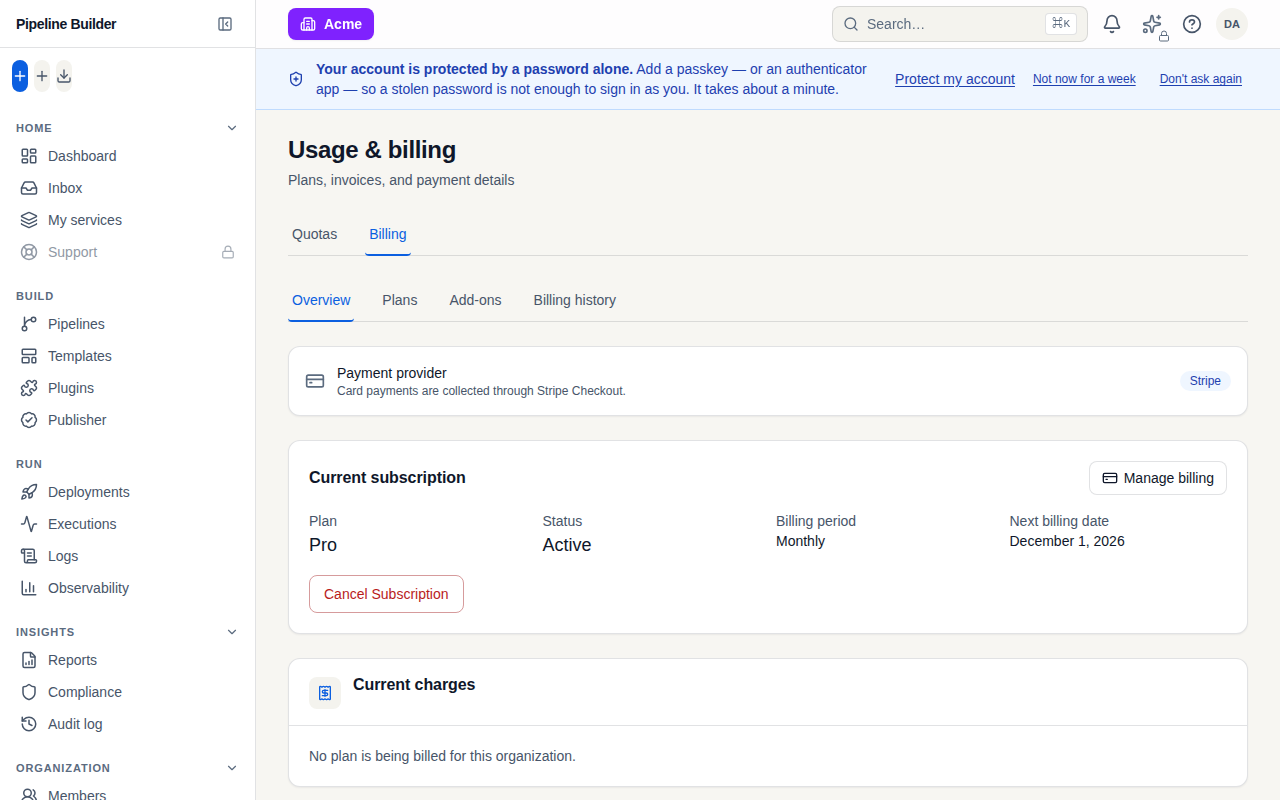 Pipeline Builder
Acme
Search…
⌘K
DA
Your account is protected by a password alone. Add a passkey — or an authenticator
app — so a stolen password is not enough to sign in as you. It takes about a minute.
Protect my account
Not now for a week
Don't ask again
HOME
Dashboard
Inbox
My services
Support
BUILD
Pipelines
Templates
Plugins
Publisher
RUN
Deployments
Executions
Logs
Observability
INSIGHTS
Reports
Compliance
Audit log
ORGANIZATION
Members
Usage & billing
Plans, invoices, and payment details
Quotas
Billing
Overview
Plans
Add-ons
Billing history
Payment provider
Card payments are collected through Stripe Checkout.
Stripe
Current subscription
Manage billing
Plan
Pro
Status
Active
Billing period
Monthly
Next billing date
December 1, 2026
Cancel Subscription
Current charges
No plan is being billed for this organization.